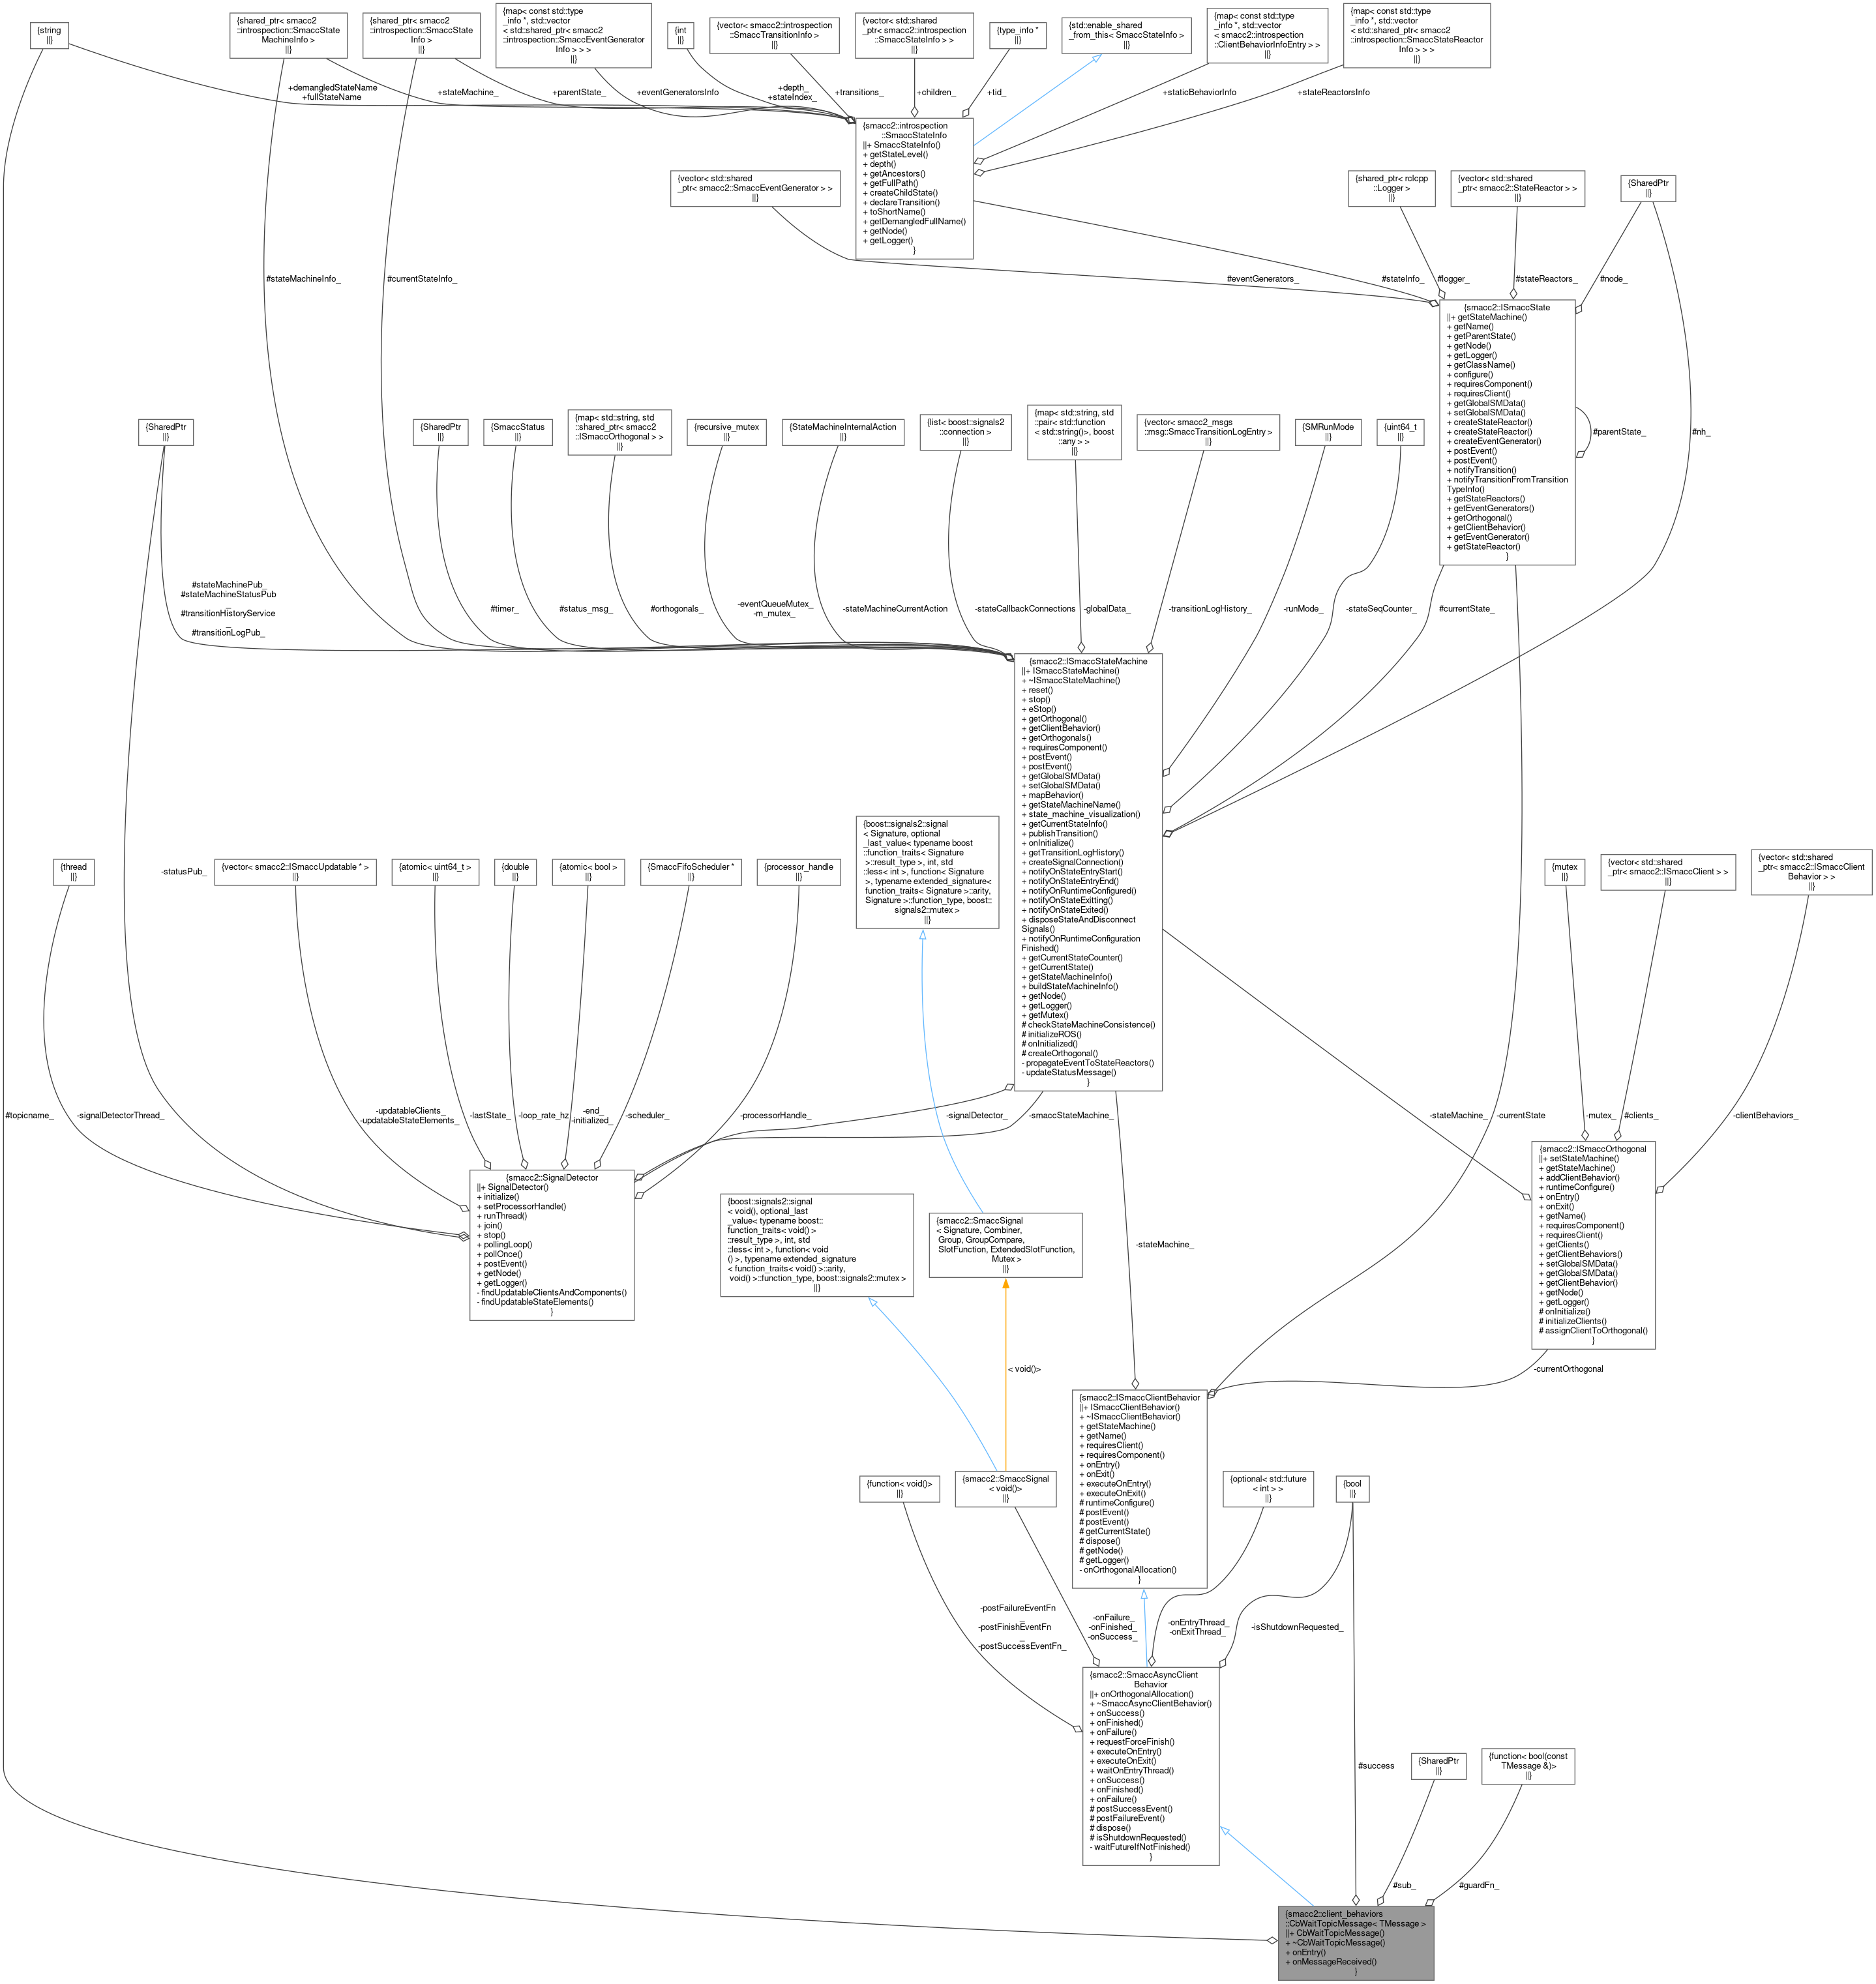 {string
||}
{shared_ptr< smacc2
::introspection::SmaccState
MachineInfo >
||}
{shared_ptr< smacc2
::introspection::SmaccState
Info >
||}
{map< const std::type
_info *, std::vector
< std::shared_ptr< smacc2
::introspection::SmaccEventGenerator
Info > > >
||}
{int
||}
{vector< smacc2::introspection
::SmaccTransitionInfo >
||}
{vector< std::shared
_ptr< smacc2::introspection
::SmaccStateInfo > >
||}
{type_info *
||}
{std::enable_shared
_from_this< SmaccStateInfo >
||}
{map< const std::type
_info *, std::vector
< smacc2::introspection
::ClientBehaviorInfoEntry > >
||}
{map< const std::type
_info *, std::vector
< std::shared_ptr< smacc2
::introspection::SmaccStateReactor
Info > > >
||}
+demangledStateName
+fullStateName
+stateMachine_
+parentState_
+eventGeneratorsInfo
+depth_
+stateIndex_
+transitions_
+children_
+tid_
+staticBehaviorInfo
+stateReactorsInfo
{smacc2::introspection
::SmaccStateInfo
||+ SmaccStateInfo()
+ getStateLevel()
+ depth()
+ getAncestors()
+ getFullPath()
+ createChildState()
+ declareTransition()
+ toShortName()
+ getDemangledFullName()
+ getNode()
+ getLogger()
}
{vector< std::shared
_ptr< smacc2::SmaccEventGenerator > >
||}
{shared_ptr< rclcpp
::Logger >
||}
{vector< std::shared
_ptr< smacc2::StateReactor > >
||}
{SharedPtr
||}
#stateMachineInfo_
#currentStateInfo_
#eventGenerators_
#stateInfo_
#logger_
#stateReactors_
#node_
{smacc2::ISmaccState
||+ getStateMachine()
+ getName()
+ getParentState()
+ getNode()
+ getLogger()
+ getClassName()
+ configure()
+ requiresComponent()
+ requiresClient()
+ getGlobalSMData()
+ setGlobalSMData()
+ createStateReactor()
+ createStateReactor()
+ createEventGenerator()
+ postEvent()
+ postEvent()
+ notifyTransition()
+ notifyTransitionFromTransition
TypeInfo()
+ getStateReactors()
+ getEventGenerators()
+ getOrthogonal()
+ getClientBehavior()
+ getEventGenerator()
+ getStateReactor()
}
#parentState_
#nh_
{SharedPtr
||}
{SharedPtr
||}
{SmaccStatus
||}
{map< std::string, std
::shared_ptr< smacc2
::ISmaccOrthogonal > >
||}
{recursive_mutex
||}
{StateMachineInternalAction
||}
{list< boost::signals2
::connection >
||}
{map< std::string, std
::pair< std::function
< std::string()>, boost
::any > >
||}
{vector< smacc2_msgs
::msg::SmaccTransitionLogEntry >
||}
{SMRunMode
||}
{uint64_t
||}
#stateMachinePub_
#stateMachineStatusPub
_
#transitionHistoryService
_
#transitionLogPub_
#timer_
#status_msg_
#orthogonals_
-eventQueueMutex_
-m_mutex_
-stateMachineCurrentAction
-stateCallbackConnections
-globalData_
-transitionLogHistory_
-runMode_
-stateSeqCounter_
#currentState_
{smacc2::ISmaccStateMachine
||+ ISmaccStateMachine()
+ ~ISmaccStateMachine()
+ reset()
+ stop()
+ eStop()
+ getOrthogonal()
+ getClientBehavior()
+ getOrthogonals()
+ requiresComponent()
+ postEvent()
+ postEvent()
+ getGlobalSMData()
+ setGlobalSMData()
+ mapBehavior()
+ getStateMachineName()
+ state_machine_visualization()
+ getCurrentStateInfo()
+ publishTransition()
+ onInitialize()
+ getTransitionLogHistory()
+ createSignalConnection()
+ notifyOnStateEntryStart()
+ notifyOnStateEntryEnd()
+ notifyOnRuntimeConfigured()
+ notifyOnStateExitting()
+ notifyOnStateExited()
+ disposeStateAndDisconnect
Signals()
+ notifyOnRuntimeConfiguration
Finished()
+ getCurrentStateCounter()
+ getCurrentState()
+ getStateMachineInfo()
+ buildStateMachineInfo()
+ getNode()
+ getLogger()
+ getMutex()
# checkStateMachineConsistence()
# initializeROS()
# onInitialized()
# createOrthogonal()
- propagateEventToStateReactors()
- updateStatusMessage()
}
{boost::signals2::signal
< Signature, optional
_last_value< typename boost
::function_traits< Signature
>::result_type >, int, std
::less< int >, function< Signature
>, typename extended_signature<
function_traits< Signature >::arity,
Signature >::function_type, boost::
signals2::mutex >
||}
{thread
||}
{vector< smacc2::ISmaccUpdatable * >
||}
{atomic< uint64_t >
||}
{double
||}
{atomic< bool >
||}
{SmaccFifoScheduler *
||}
{processor_handle
||}
{mutex
||}
{vector< std::shared
_ptr< smacc2::ISmaccClient > >
||}
{vector< std::shared
_ptr< smacc2::ISmaccClient
Behavior > >
||}
-statusPub_
#topicname_
-signalDetectorThread_
-updatableClients_
-updatableStateElements_
-lastState_
-loop_rate_hz
-end_
-initialized_
-scheduler_
-processorHandle_
-signalDetector_
-smaccStateMachine_
-stateMachine_
-currentState
-mutex_
#clients_
-clientBehaviors_
{smacc2::SignalDetector
||+ SignalDetector()
+ initialize()
+ setProcessorHandle()
+ runThread()
+ join()
+ stop()
+ pollingLoop()
+ pollOnce()
+ postEvent()
+ getNode()
+ getLogger()
- findUpdatableClientsAndComponents()
- findUpdatableStateElements()
}
{boost::signals2::signal
< void(), optional_last
_value< typename boost::
function_traits< void() >
::result_type >, int, std
::less< int >, function< void
() >, typename extended_signature
< function_traits< void() >::arity,
void() >::function_type, boost::signals2::mutex >
||}
{smacc2::SmaccSignal
< Signature, Combiner,
Group, GroupCompare,
SlotFunction, ExtendedSlotFunction,
Mutex >
||}
-stateMachine_
{smacc2::ISmaccOrthogonal
||+ setStateMachine()
+ getStateMachine()
+ addClientBehavior()
+ runtimeConfigure()
+ onEntry()
+ onExit()
+ getName()
+ requiresComponent()
+ requiresClient()
+ getClients()
+ getClientBehaviors()
+ setGlobalSMData()
+ getGlobalSMData()
+ getClientBehavior()
+ getNode()
+ getLogger()
# onInitialize()
# initializeClients()
# assignClientToOrthogonal()
}
< void()>
-currentOrthogonal
{smacc2::ISmaccClientBehavior
||+ ISmaccClientBehavior()
+ ~ISmaccClientBehavior()
+ getStateMachine()
+ getName()
+ requiresClient()
+ requiresComponent()
+ onEntry()
+ onExit()
+ executeOnEntry()
+ executeOnExit()
# runtimeConfigure()
# postEvent()
# postEvent()
# getCurrentState()
# dispose()
# getNode()
# getLogger()
- onOrthogonalAllocation()
}
{function< void()>
||}
{smacc2::SmaccSignal
< void()>
||}
{optional< std::future
< int > >
||}
{bool
||}
-postFailureEventFn
_
-postFinishEventFn
_
-postSuccessEventFn_
-onFailure_
-onFinished_
-onSuccess_
-onEntryThread_
-onExitThread_
-isShutdownRequested_
{smacc2::SmaccAsyncClient
Behavior
||+ onOrthogonalAllocation()
+ ~SmaccAsyncClientBehavior()
+ onSuccess()
+ onFinished()
+ onFailure()
+ requestForceFinish()
+ executeOnEntry()
+ executeOnExit()
+ waitOnEntryThread()
+ onSuccess()
+ onFinished()
+ onFailure()
# postSuccessEvent()
# postFailureEvent()
# dispose()
# isShutdownRequested()
- waitFutureIfNotFinished()
}
{SharedPtr
||}
{function< bool(const
TMessage &)>
||}
#success
#sub_
#guardFn_
{smacc2::client_behaviors
::CbWaitTopicMessage< TMessage >
||+ CbWaitTopicMessage()
+ ~CbWaitTopicMessage()
+ onEntry()
+ onMessageReceived()
}